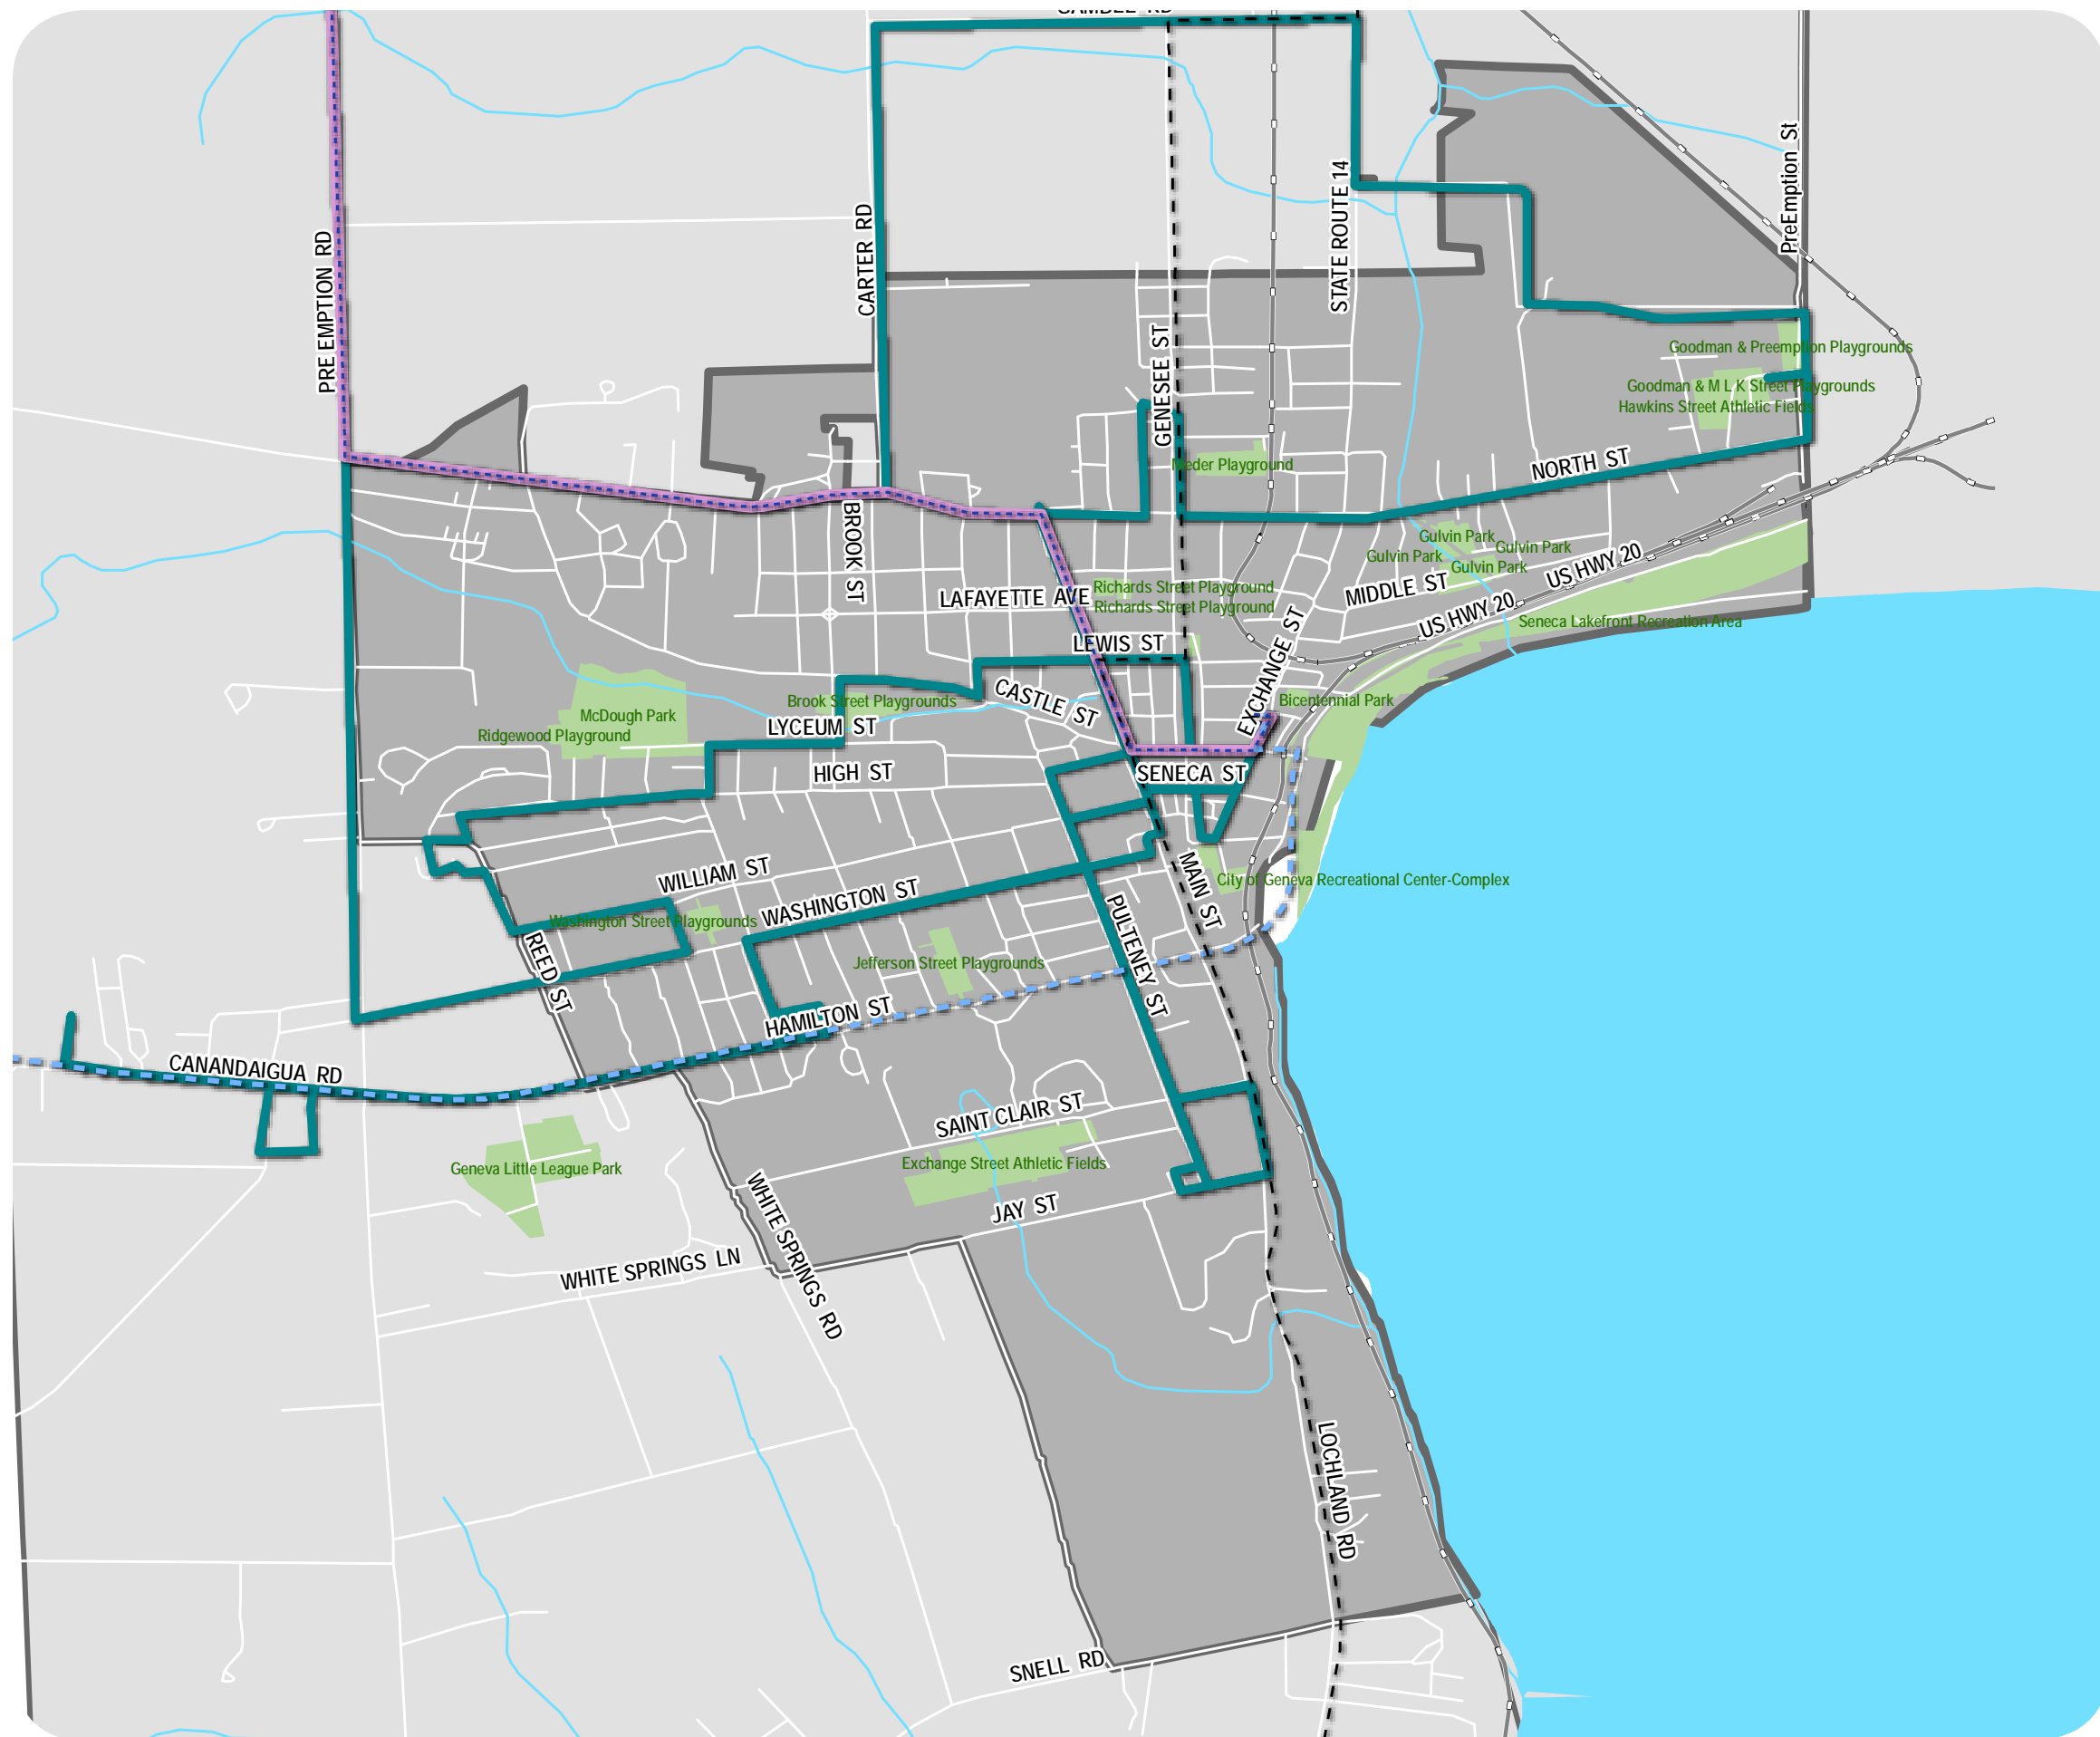 PreEmption St
STATE ROUTE 14
CARTER RD
PRE EMPTION RD
GENESEE ST
Goodman & Preemption Playgrounds
Goodman & M L K Street Playgrounds
Hawkins Street Athletic Fields
NORTH ST
Meder Playground
BROOK ST
Gulvin Park
Gulvin Park
Gulvin Park
Gulvin Park
US HWY 20
MIDDLE ST
US HWY 20
LAFAYETTE AVE
Richards Street Playground
Richards Street Playground
Seneca Lakefront Recreation Area
LEWIS ST
EXCHANGE ST
CASTLE ST
Brook Street Playgrounds
Bicentennial Park
McDough Park
LYCEUM ST
Ridgewood Playground
HIGH ST
SENECA ST
WILLIAM ST
WASHINGTON ST
MAIN ST
City of Geneva Recreational Center-Complex
Washington Street Playgrounds
PULTENEY ST
REED ST
Jefferson Street Playgrounds
HAMILTON ST
CANANDAIGUA RD
SAINT CLAIR ST
Geneva Little League Park
Exchange Street Athletic Fields
JAY ST
WHITE SPRINGS RD
WHITE SPRINGS LN
LOCHLAND RD
SNELL RD